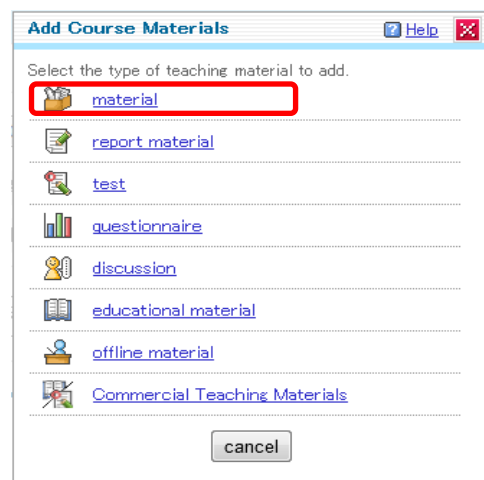 Add Course Materials
Help
Select the type of teaching material to add.
material
report material
test
questionnaire
discussion
educational material
offline material
Commercial Teaching Materials
cancel